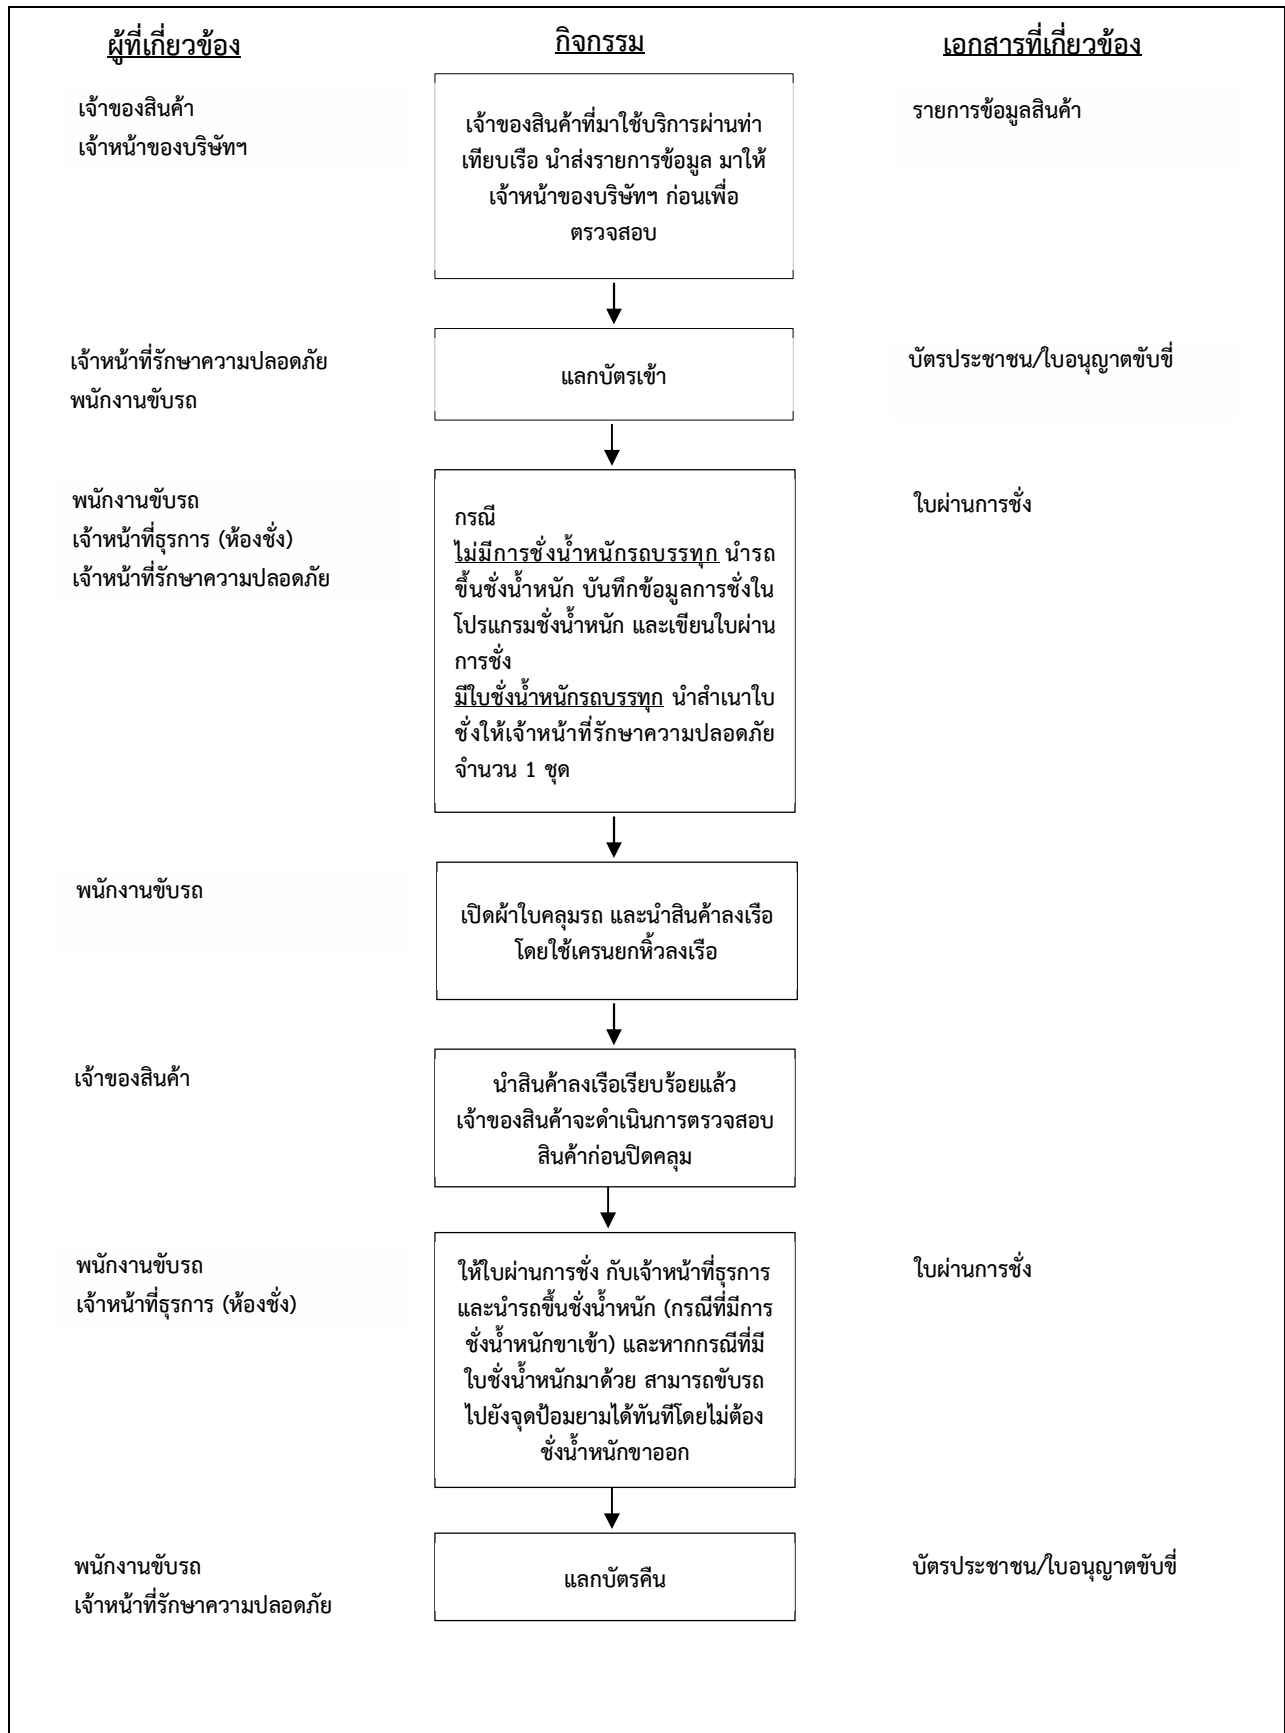 ผู้ที่เกี่ยวข้อง
กิจกรรม
เอกสารที่เกี่ยวข้อง
เจ้าของสินค้า
เจ้าหน้าของบริษัทฯ
เจ้าของสินค้าที่มาใช้บริการผ่านท่า
เทียบเรือ นำส่งรายการข้อมูล มาให้
เจ้าหน้าของบริษัทฯ ก่อนเพื่อ
ตรวจสอบ
รายการข้อมูลสินค้า
เจ้าหน้าที่รักษาความปลอดภัย
พนักงานขับรถ
แลกบัตรเข้า
บัตรประชาชน/ใบอนุญาตขับขี่
พนักงานขับรถ
เจ้าหน้าที่ธุรการ (ห้องชั่ง)
เจ้าหน้าที่รักษาความปลอดภัย
กรณี
ไม่มีการชั่งน้ำหนักรถบรรทุก นำรถ
ขึ้นชั่งน้ำหนัก บันทึกข้อมูลการชั่งใน
โปรแกรมชั่งน้ำหนัก และเขียนใบผ่าน
การชั่ง
มีใบชั่งน้ำหนักรถบรรทุก นำสำเนาใบ
ชั่งให้เจ้าหน้าที่รักษาความปลอดภัย
จำนวน 1 ชุด
ใบผ่านการชั่ง
พนักงานขับรถ
เปิดผ้าใบคลุมรถ และนำสินค้าลงเรือ
โดยใช้เครนยกหิ้วลงเรือ
เจ้าของสินค้า
นำสินค้าลงเรือเรียบร้อยแล้ว
เจ้าของสินค้าจะดำเนินการตรวจสอบ
สินค้าก่อนปิดคลุม
พนักงานขับรถ
เจ้าหน้าที่ธุรการ (ห้องชั่ง)
ให้ใบผ่านการชั่ง กับเจ้าหน้าที่ธุรการ
และนำรถขึ้นชั่งน้ำหนัก (กรณีที่มีการ
ชั่งน้ำหนักขาเข้า) และหากกรณีที่มี
ใบชั่งน้ำหนักมาด้วย สามารถขับรถ
ไปยังจุดป้อมยามได้ทันทีโดยไม่ต้อง
ชั่งน้ำหนักขาออก
ใบผ่านการชั่ง
พนักงานขับรถ
เจ้าหน้าที่รักษาความปลอดภัย
แลกบัตรคืน
บัตรประชาชน/ใบอนุญาตขับขี่